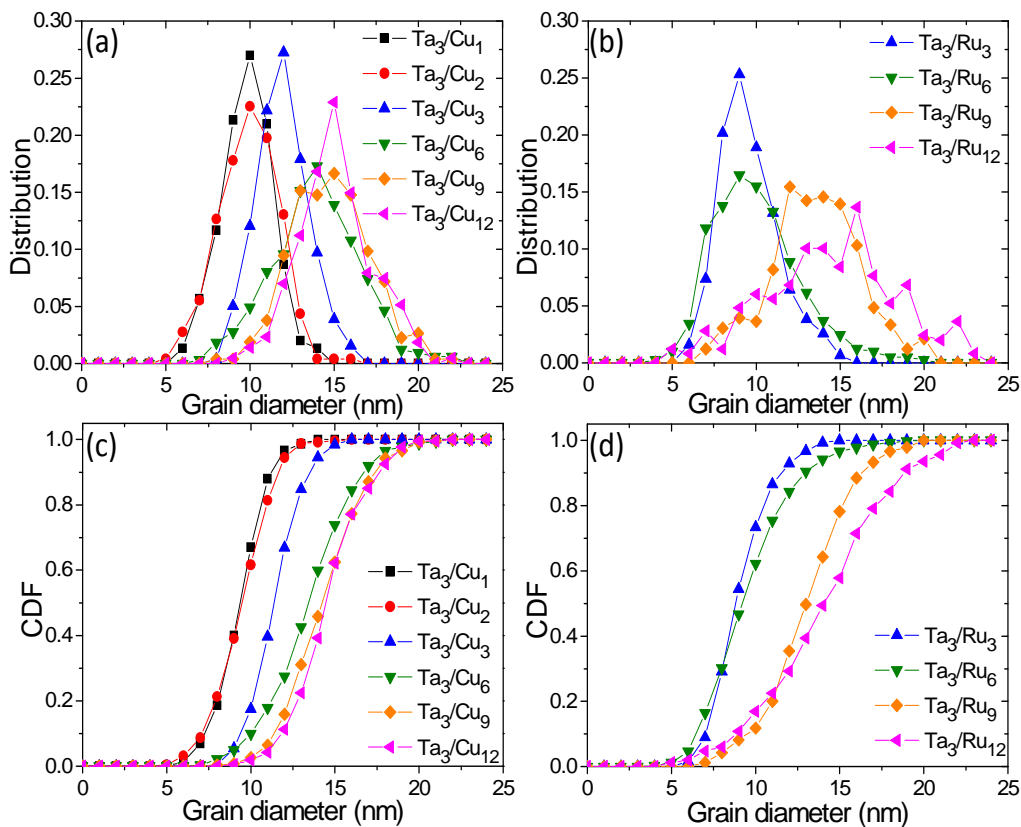 (a)
0.30
0.25
0.20
0.15
0.10
0.05
0.00
Distribution
0 5 10 15 20 25
Grain diameter (nm)
Ta3/Cu1
Ta3/Cu2
Ta3/Cu3
Ta3/Cu6
Ta3/Cu9
Ta3/Cu12
(b)
0.30
0.25
0.20
0.15
0.10
0.05
0.00
Distribution
0 5 10 15 20 25
Grain diameter (nm)
Ta3/Ru3
Ta3/Ru6
Ta3/Ru9
Ta3/Ru12
(c)
1.0
0.8
0.6
0.4
0.2
0.0
CDF
0 5 10 15 20 25
Grain diameter (nm)
Ta3/Cu1
Ta3/Cu2
Ta3/Cu3
Ta3/Cu6
Ta3/Cu9
Ta3/Cu12
(d)
1.0
0.8
0.6
0.4
0.2
0.0
CDF
0 5 10 15 20 25
Grain diameter (nm)
Ta3/Ru3
Ta3/Ru6
Ta3/Ru9
Ta3/Ru12